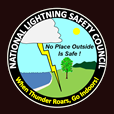 NATIONAL LIGHTNING SAFETY COUNCIL
No Place Outside
Is Safe !
When Thunder Roars, Go Indoors!